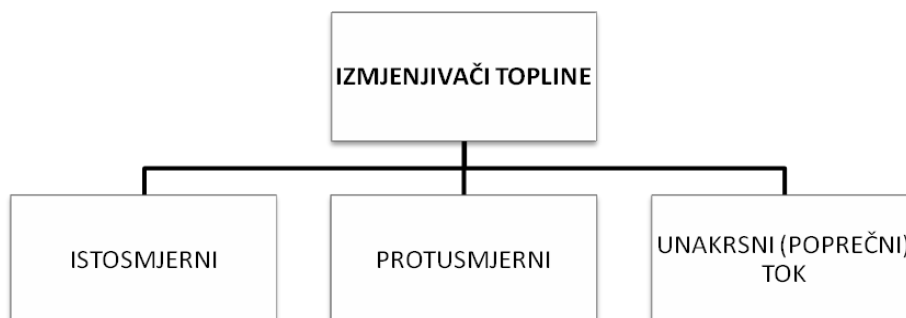 IZMJENJIVAČI TOPLINE
ISTOSMJERNI
PROTUSMJERNI
UNAKRSNI (POPREČNI)
TOK